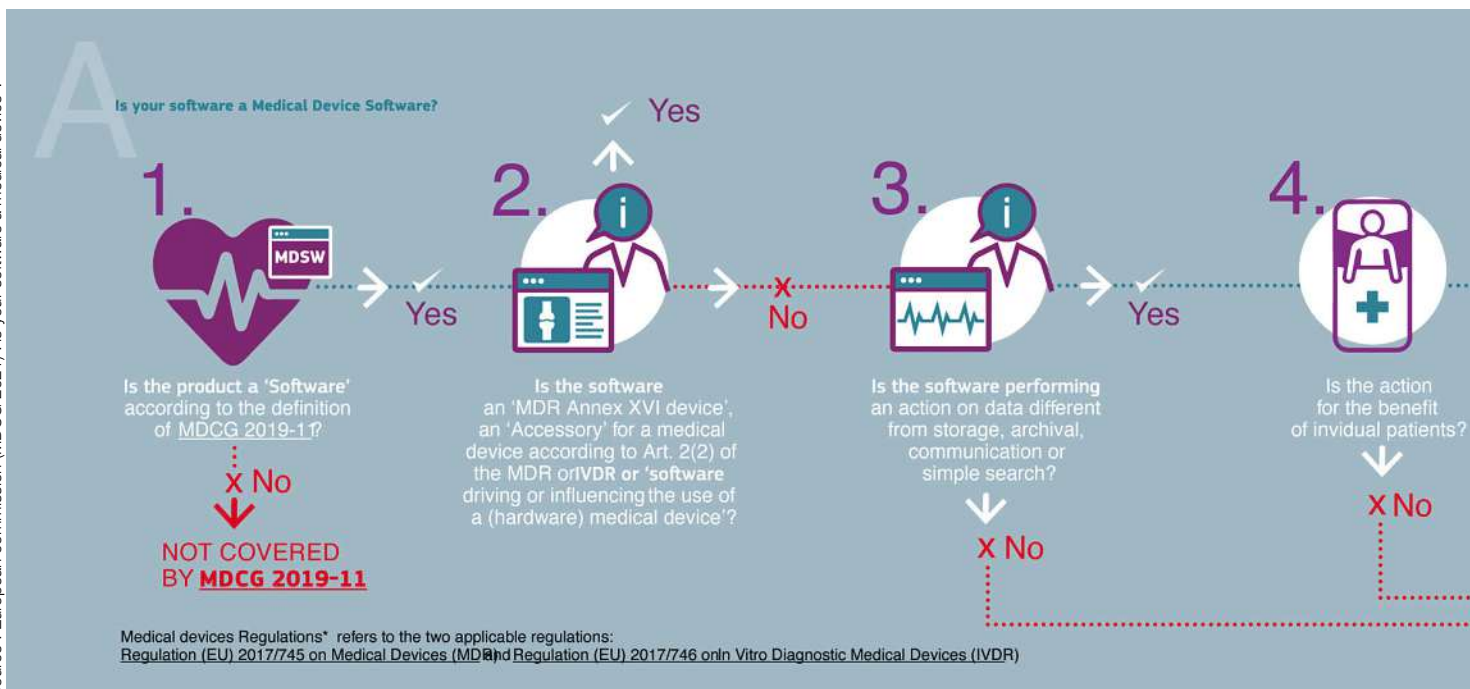 A
Is your software a Medical Device Software?
1.
MDSW
Yes
Is the product a 'Software'
according to the definition
of MDCG 2019-11?
x No
NOT COVERED
BY MDCG 2019-11
2.
i
Yes
x
No
Is the software
an 'MDR Annex XVI device',
an 'Accessory' for a medical
device according to Art. 2(2) of
the MDR orIVDR or 'software
driving or influencing the use of
a (hardware) medical device'?
3.
i
Yes
Is the software performing
an action on data different
from storage, archival,
communication or
simple search?
x No
4.
Is the action
for the benefit
of invidual patients?
x No
Medical devices Regulations* refers to the two applicable regulations:
Regulation (EU) 2017/745 on Medical Devices (MDR)and Regulation (EU) 2017/746 onIn Vitro Diagnostic Medical Devices (IVDR)